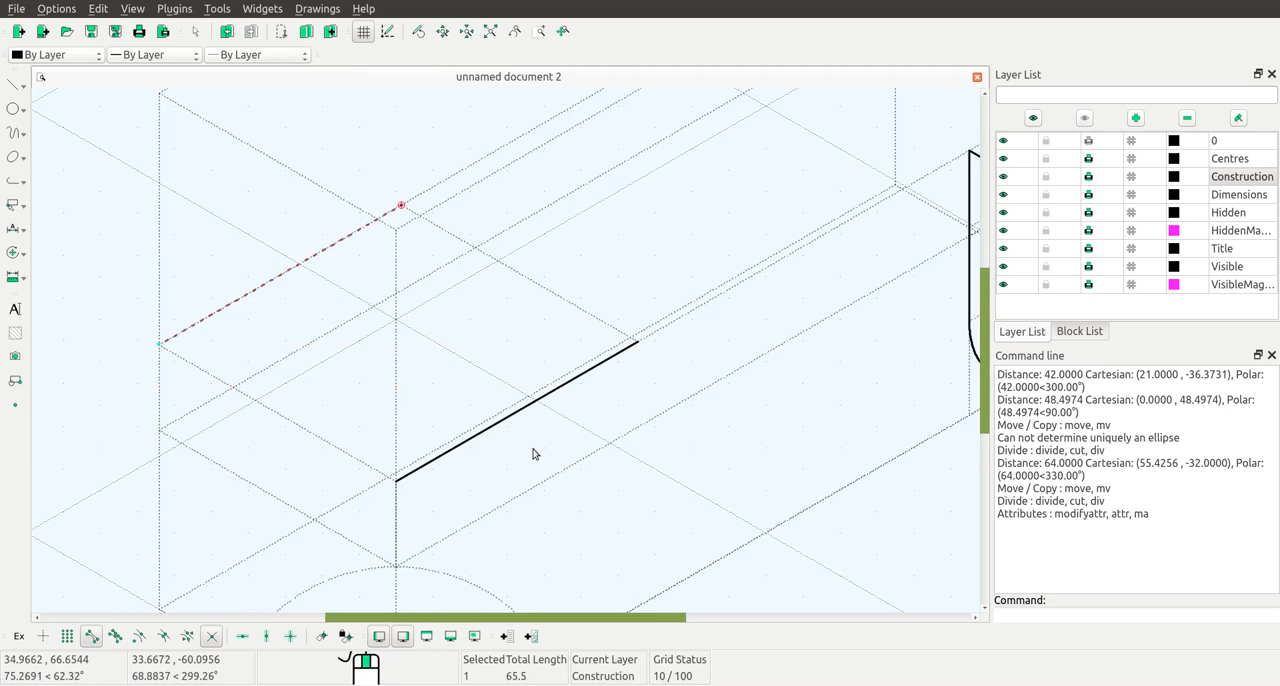 File Options Edit View Plugins Tools Widgets Drawings Help
By Layer By Layer By Layer
unnamed document 2
Layer List
0
Centres
Construction
Dimensions
Hidden
HiddenMa...
Title
Visible
VisibleMag...
Layer List Block List
Command line
Distance: 42.0000 Cartesian: (21.0000 , -36.3731), Polar:
(42.0000<300.00°)
Distance: 48.4974 Cartesian: (0.0000 , 48.4974), Polar:
(48.4974<90.00°)
Move / Copy : move, mv
Can not determine uniquely an ellipse
Divide : divide, cut, div
Distance: 64.0000 Cartesian: (55.4256 , -32.0000), Polar:
(64.0000<330.00°)
Move / Copy : move, mv
Divide : divide, cut, div
Attributes : modifyattr, attr, ma
Command:
Ex
34.9662 , 66.6544 33.6672 , -60.0956 Selected Total Length Current Layer Grid Status
75.2691 < 62.32° 68.8837 < 299.26° 1 65.5 Construction 10 / 100